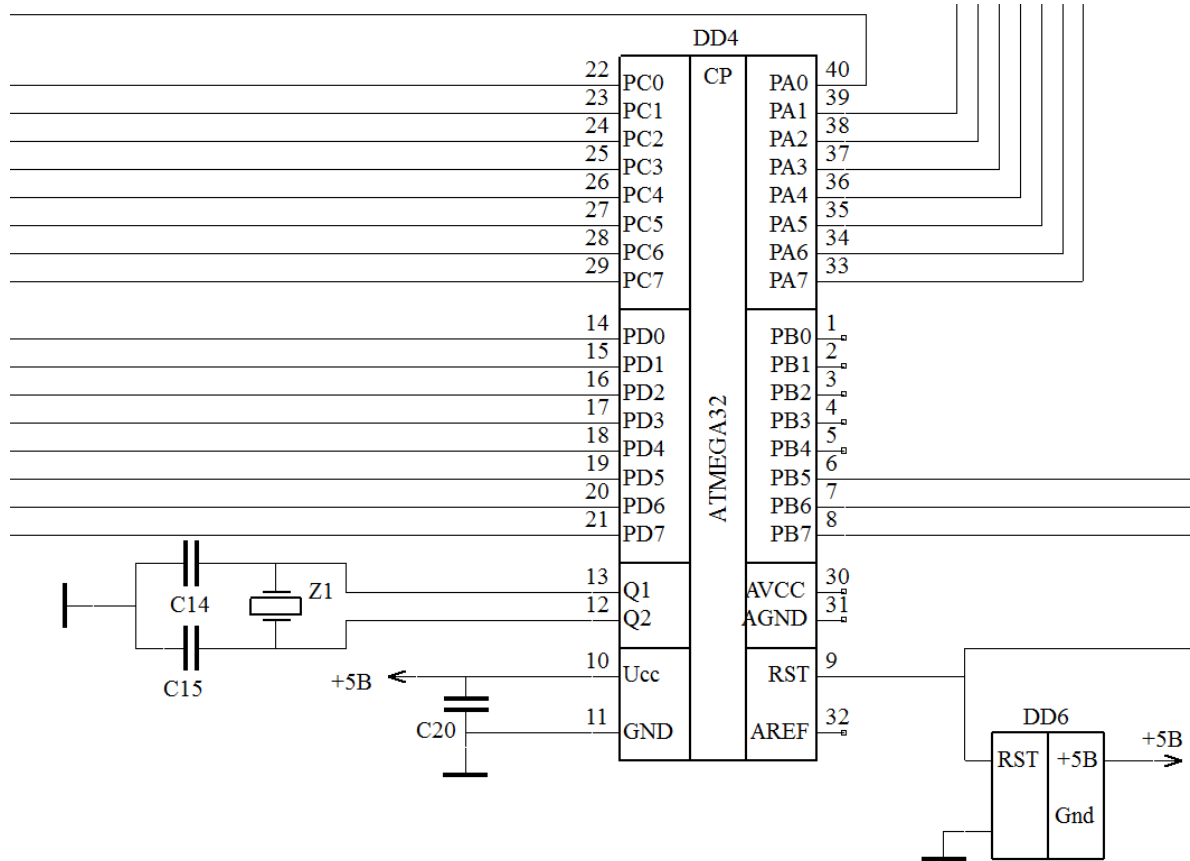 DD4
22 PC0 CP PA0 40
23 PC1 PA1 39
24 PC2 PA2 38
25 PC3 PA3 37
26 PC4 PA4 36
27 PC5 PA5 35
28 PC6 PA6 34
29 PC7 PA7 33
14 PD0 PB0 1
15 PD1 PB1 2
16 PD2 PB2 3
17 PD3 PB3 4
18 PD4 PB4 5
19 PD5 PB5 6
20 PD6 PB6 7
21 PD7 PB7 8
ATMEGA32
C14 Z1 13 Q1 AVCC 30
12 Q2 AGND 31
C15
+5В 10 Ucc RST 9
C20 11 GND AREF 32
DD6
RST +5В +5В
Gnd